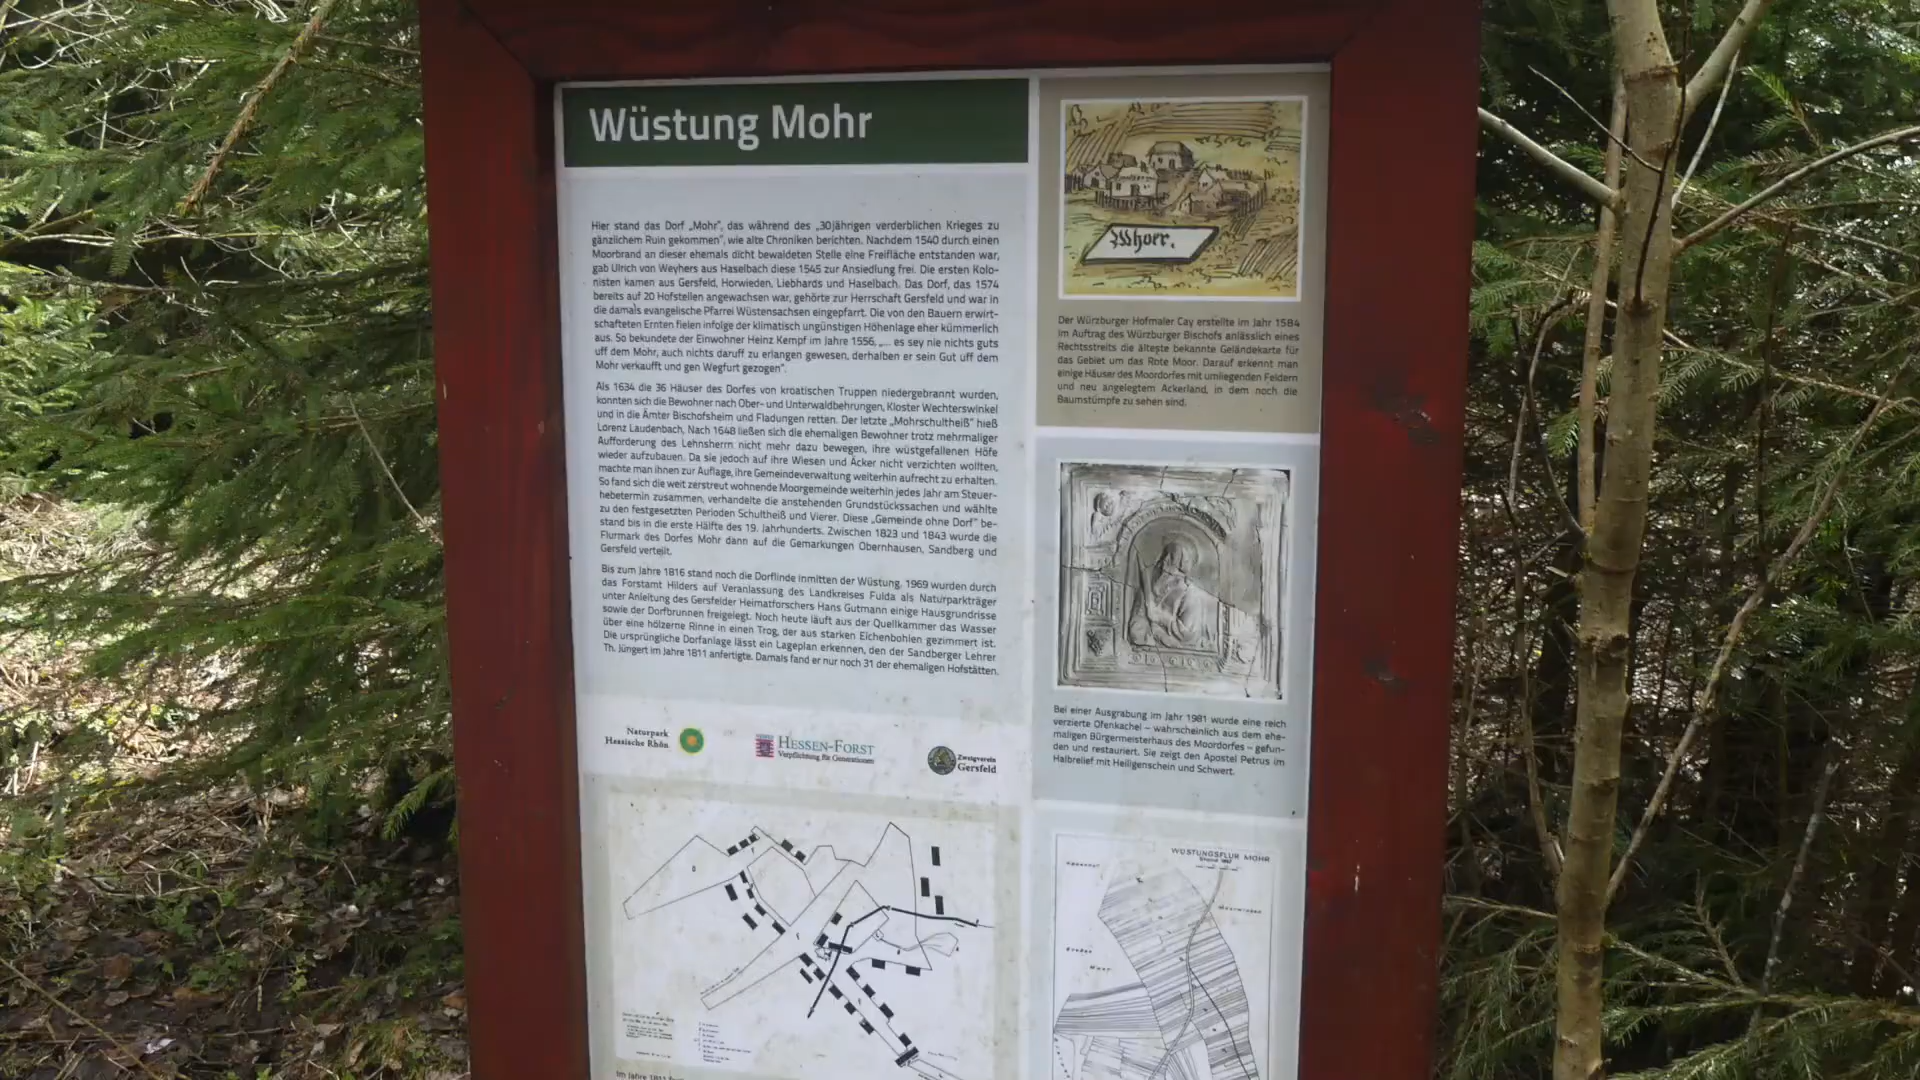 Wüstung Mohr
Hier stand das Dorf „Mohr", das während des „30jährigen verderblichen Krieges zu
gänzlichem Ruin gekommen", wie alte Chroniken berichten. Nachdem 1540 durch einen
Moorbrand an dieser ehemals dicht bewaldeten Stelle eine Freifläche entstanden war,
gab Ulrich von Weyhers aus Haselbach diese 1545 zur Ansiedlung frei. Die ersten Kolo-
nisten kamen aus Gersfeld, Horwieden, Liebhards und Haselbach. Das Dorf, das 1574
bereits auf 20 Hofstellen angewachsen war, gehörte zur Herrschaft Gersfeld und war in
die damals evangelische Pfarrei Wüstensachsen eingepfarrt. Die von den Bauern erwirt-
schafteten Ernten fielen infolge der klimatisch ungünstigen Höhenlage eher kümmerlich
aus. So bekundete der Einwohner Heinz Kempf im Jahre 1556, „... es sey nie nichts guts
uff dem Mohr, auch nichts daruff zu erlangen gewesen, derhalben er sein Gut uff dem
Mohr verkaufft und gen Wegfurt gezogen".
Als 1634 die 36 Häuser des Dorfes von kroatischen Truppen niedergebrannt wurden,
konnten sich die Bewohner nach Ober- und Unterwaldbehrungen, Kloster Wechterswinkel
und in die Ämter Bischofsheim und Fladungen retten. Der letzte „Mohrschultheiß" hieß
Lorenz Laudenbach, Nach 1648 ließen sich die ehemaligen Bewohner trotz mehrmaliger
Aufforderung des Lehnsherrn nicht mehr dazu bewegen, ihre wüstgefallenen Höfe
wieder aufzubauen. Da sie jedoch auf ihre Wiesen und Äcker nicht verzichten wollten,
machte man ihnen zur Auflage, ihre Gemeindeverwaltung weiterhin aufrecht zu erhalten.
So fand sich die weit zerstreut wohnende Moorgemeinde weiterhin jedes Jahr am Steuer-
hebetermin zusammen, verhandelte die anstehenden Grundstückssachen und wählte
zu den festgesetzten Perioden Schultheiß und Vierer. Diese „Gemeinde ohne Dorf" be-
stand bis in die erste Hälfte des 19. Jahrhunderts. Zwischen 1823 und 1843 wurde die
Flurmark des Dorfes Mohr dann auf die Gemarkungen Obernhausen, Sandberg und
Gersfeld verteilt.
Bis zum Jahre 1816 stand noch die Dorflinde inmitten der Wüstung. 1969 wurden durch
das Forstamt Hilders auf Veranlassung des Landkreises Fulda als Naturparkträger
unter Anleitung des Gersfelder Heimatforschers Hans Gutmann einige Hausgrundrisse
sowie der Dorfbrunnen freigelegt. Noch heute läuft aus der Quellkammer das Wasser
über eine hölzerne Rinne in einen Trog, der aus starken Eichenbohlen gezimmert ist.
Die ursprüngliche Dorfanlage lässt ein Lageplan erkennen, den der Sandberger Lehrer
Th. Jüngert im Jahre 1811 anfertigte. Damals fand er nur noch 31 der ehemaligen Hofstätten.
Naturpark
Hessische Rhön
HESSEN-FORST
Verpflichtung für Generationen
Zweigverein
Gersfeld
Im Jahre 1811
Der Würzburger Hofmaler Cay erstellte im Jahr 1584
im Auftrag des Würzburger Bischofs anlässlich eines
Rechtsstreits die älteste bekannte Geländekarte für
das Gebiet um das Rote Moor. Darauf erkennt man
einige Häuser des Moordorfes mit umliegenden Feldern
und neu angelegtem Ackerland, in dem noch die
Baumstümpfe zu sehen sind.
Bei einer Ausgrabung im Jahr 1981 wurde eine reich
verzierte Ofenkachel – wahrscheinlich aus dem ehe-
maligen Bürgermeisterhaus des Moordorfes – gefun-
den und restauriert. Sie zeigt den Apostel Petrus im
Halbrelief mit Heiligenschein und Schwert.
WÜSTUNGSFLUR MOHR